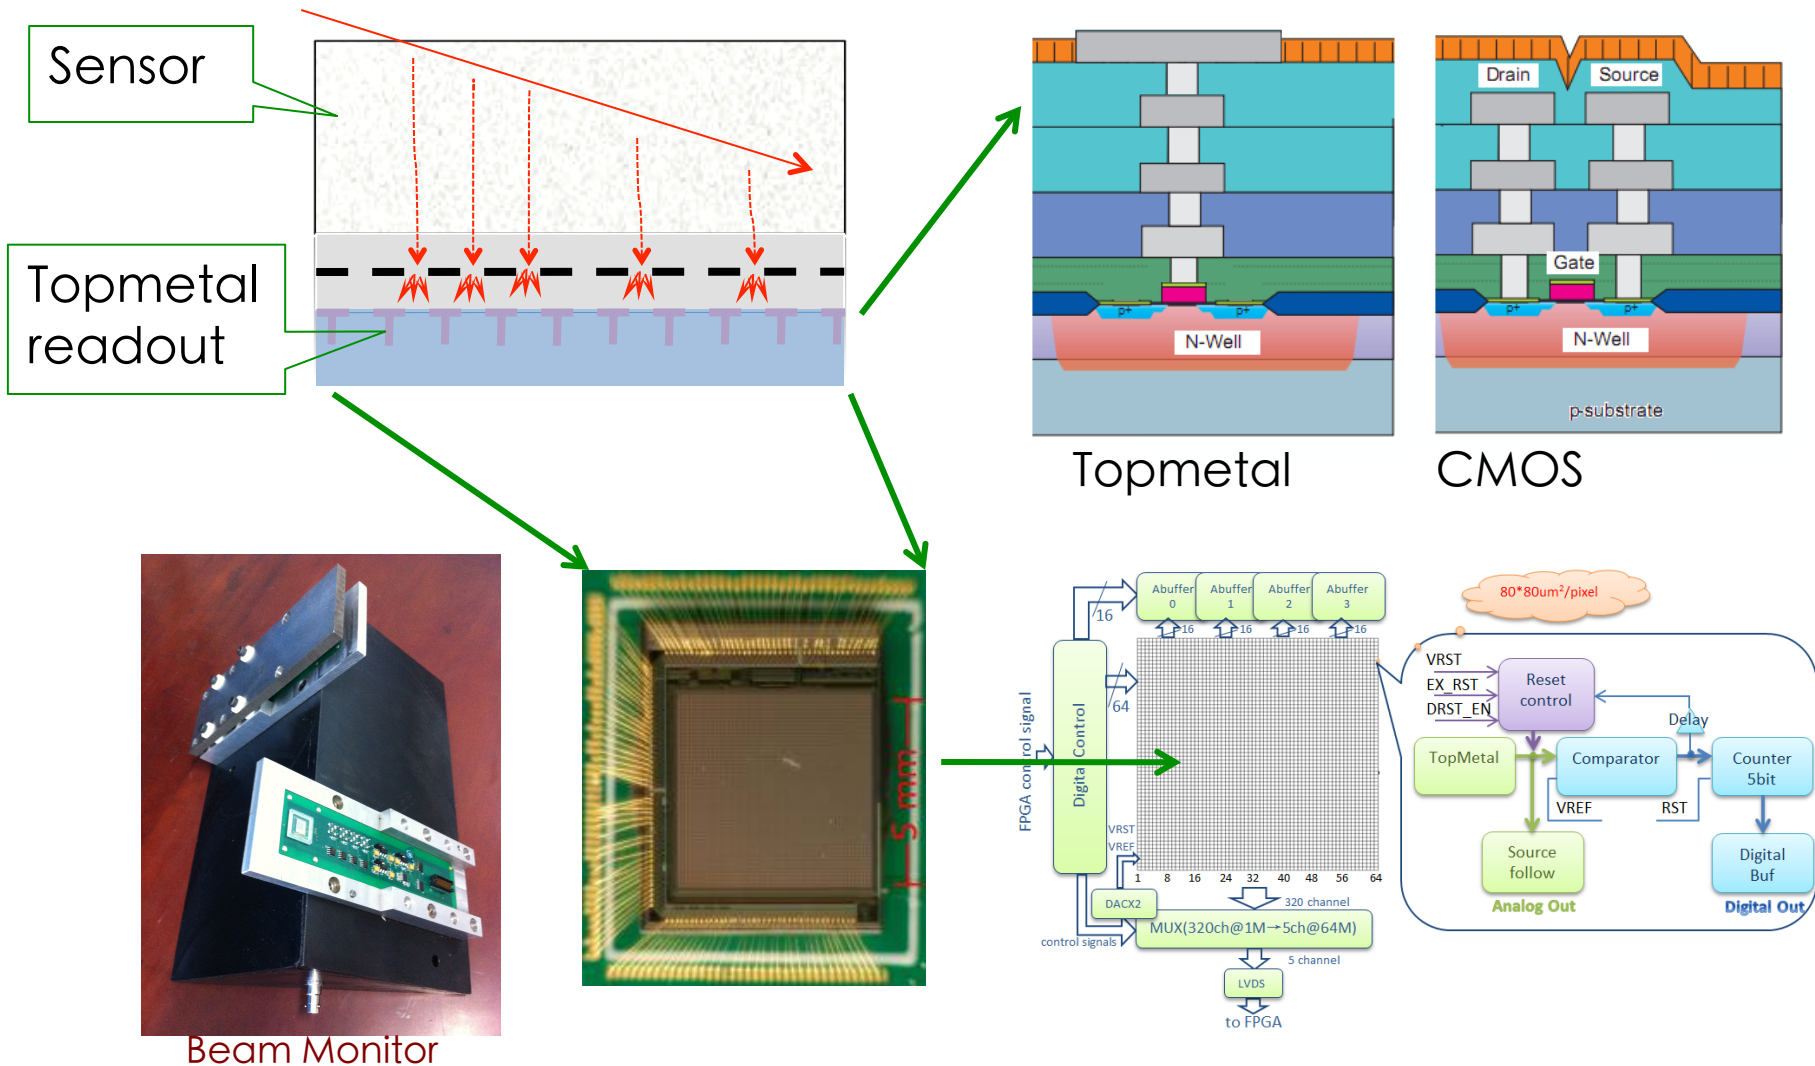 Sensor
Topmetal
readout
Drain
Source
Gate
p+
p+
N-Well
p+
p+
N-Well
p-substrate
Topmetal
CMOS
Beam Monitor
5 mm
Abuffer
0
Abuffer
1
Abuffer
2
Abuffer
3
16
16
16
16
16
64
FPGA control signal
Digital Control
VRST
VREF
1 8 16 24 32 40 48 56 64
DACX2
320 channel
control signals
MUX(320ch@1M→5ch@64M)
5 channel
LVDS
to FPGA
80*80um²/pixel
VRST
EX_RST
DRST_EN
Reset
control
Delay
TopMetal
Comparator
Counter
5bit
VREF
RST
Source
follow
Digital
Buf
Analog Out
Digital Out